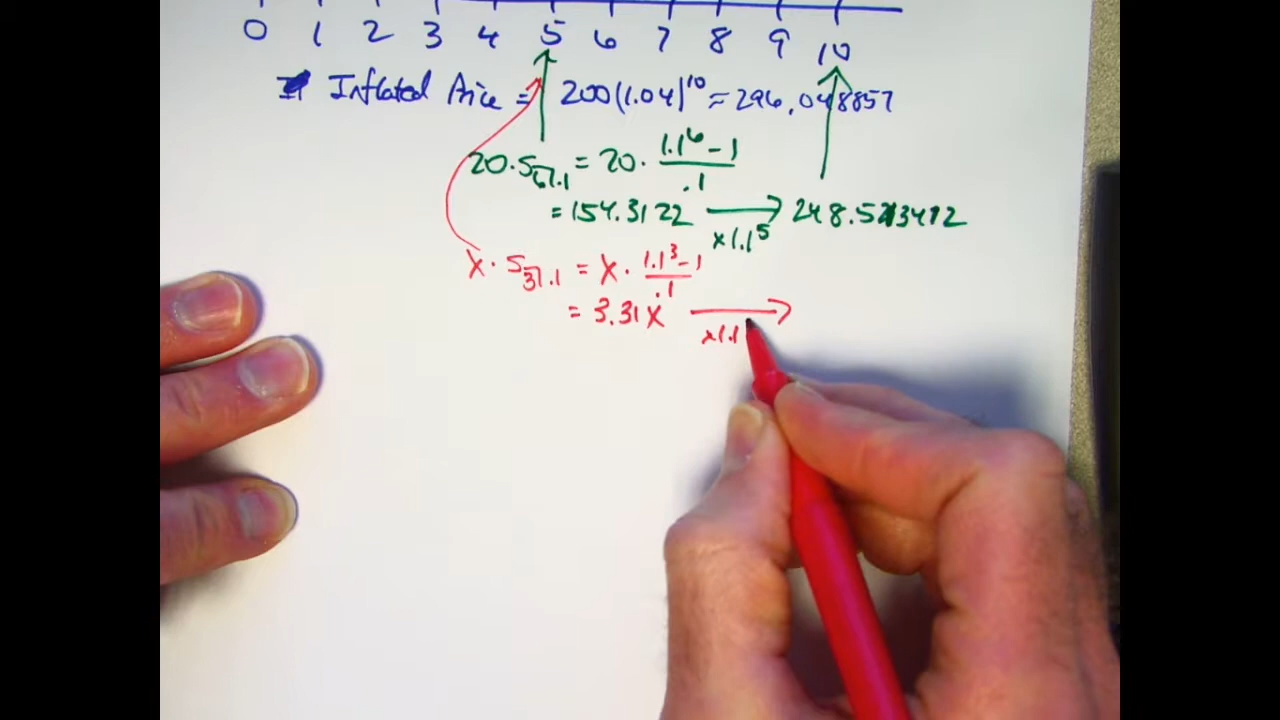 0 1 2 3 4 5 6 7 8 9 10
Inflated Price = 200(1.04)^10 ≈ 296.048857
20·s_6̅|.1 = 20· (1.1^6 − 1)/.1
= 154.3122 ⟶ ×1.1^5 248.5213412
x·s_3̅|.1 = x· (1.1^3 − 1)/.1
= 3.31x ⟶ ×1.1